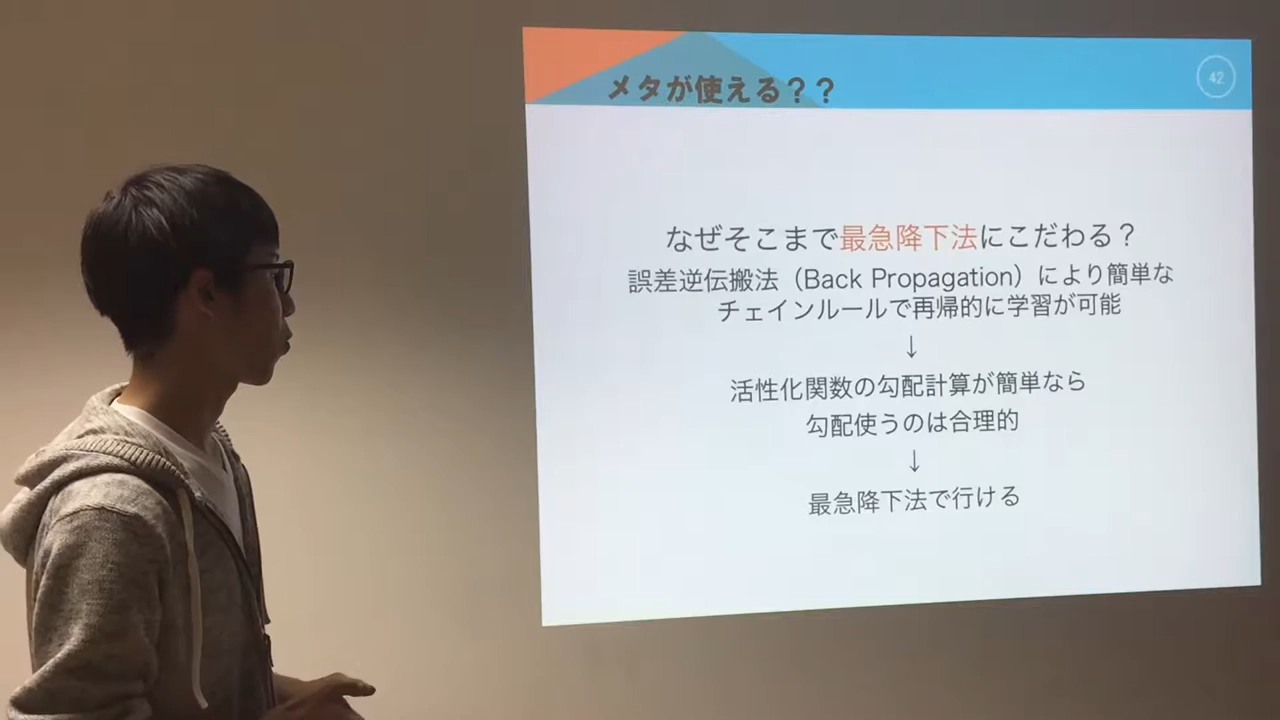 メタが使える？？
42
なぜそこまで最急降下法にこだわる？
誤差逆伝搬法（Back Propagation）により簡単な
チェインルールで再帰的に学習が可能
↓
活性化関数の勾配計算が簡単なら
勾配使うのは合理的
↓
最急降下法で行ける